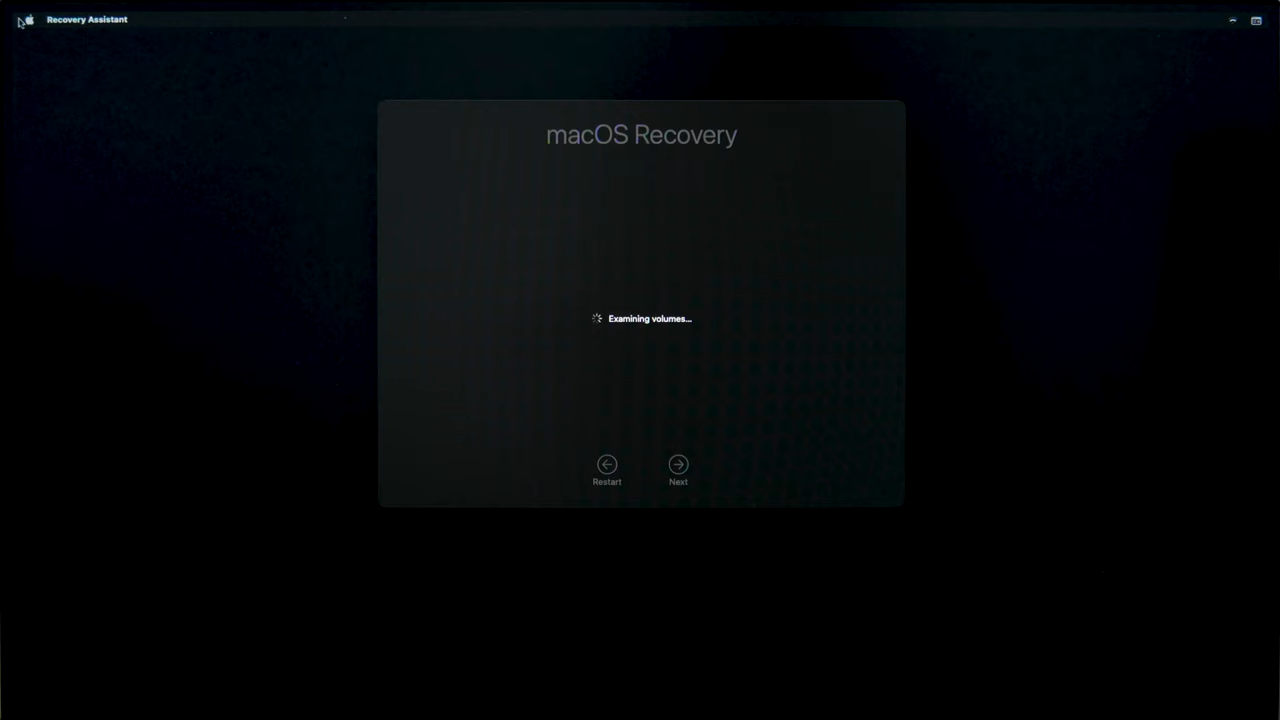 Recovery Assistant
macOS Recovery
Examining volumes...
Restart
Next